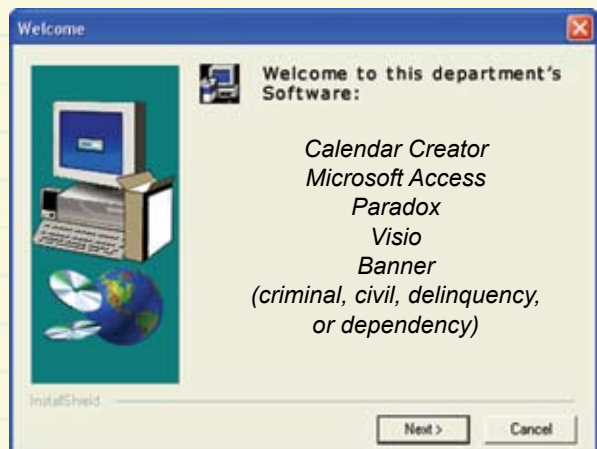 Welcome
Welcome to this department's
Software:
Calendar Creator
Microsoft Access
Paradox
Visio
Banner
(criminal, civil, delinquency,
or dependency)
InstallShield
Next >
Cancel